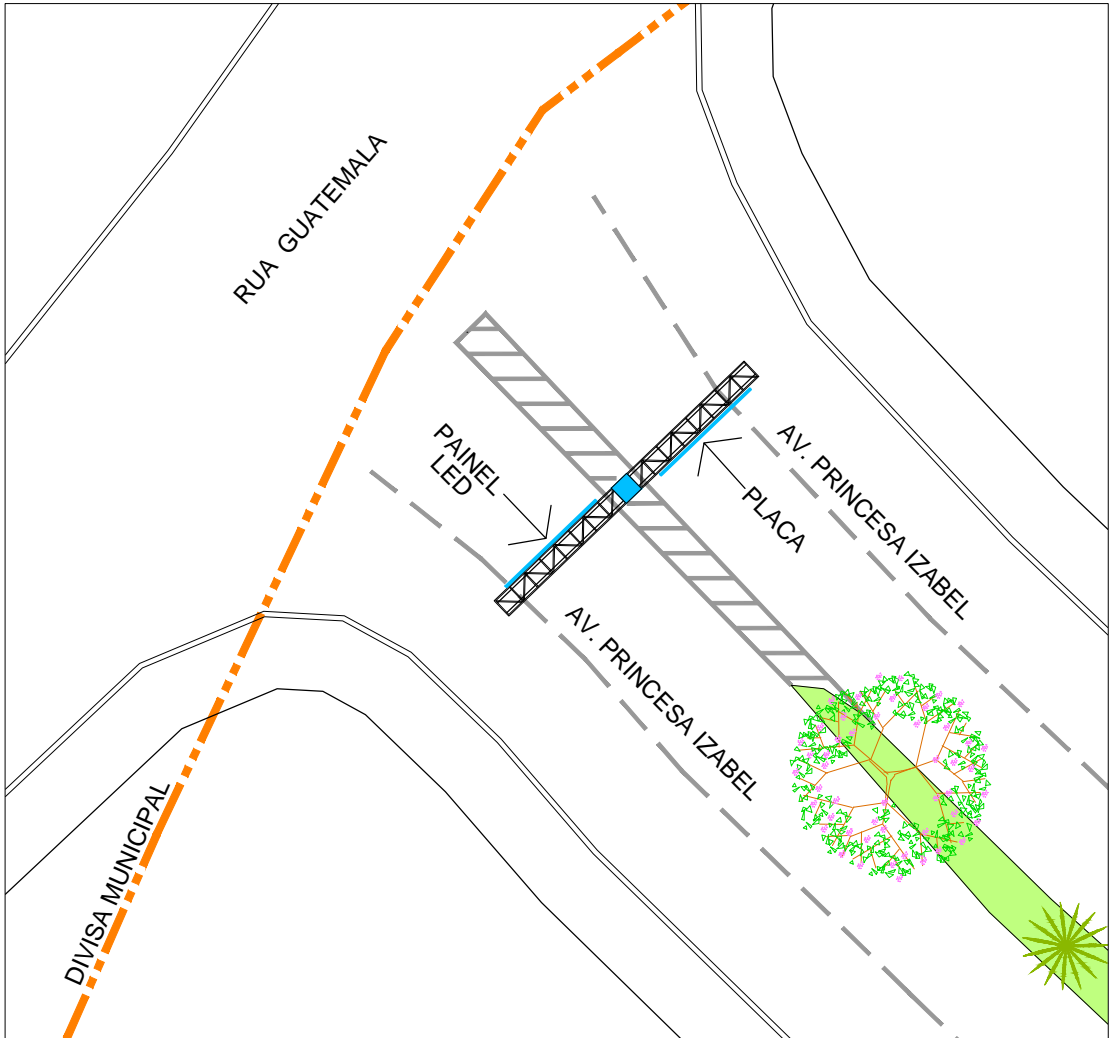 RUA GUATEMALA
PAINEL
LED
AV. PRINCESA IZABEL
PLACA
AV. PRINCESA IZABEL
DIVISA MUNICIPAL